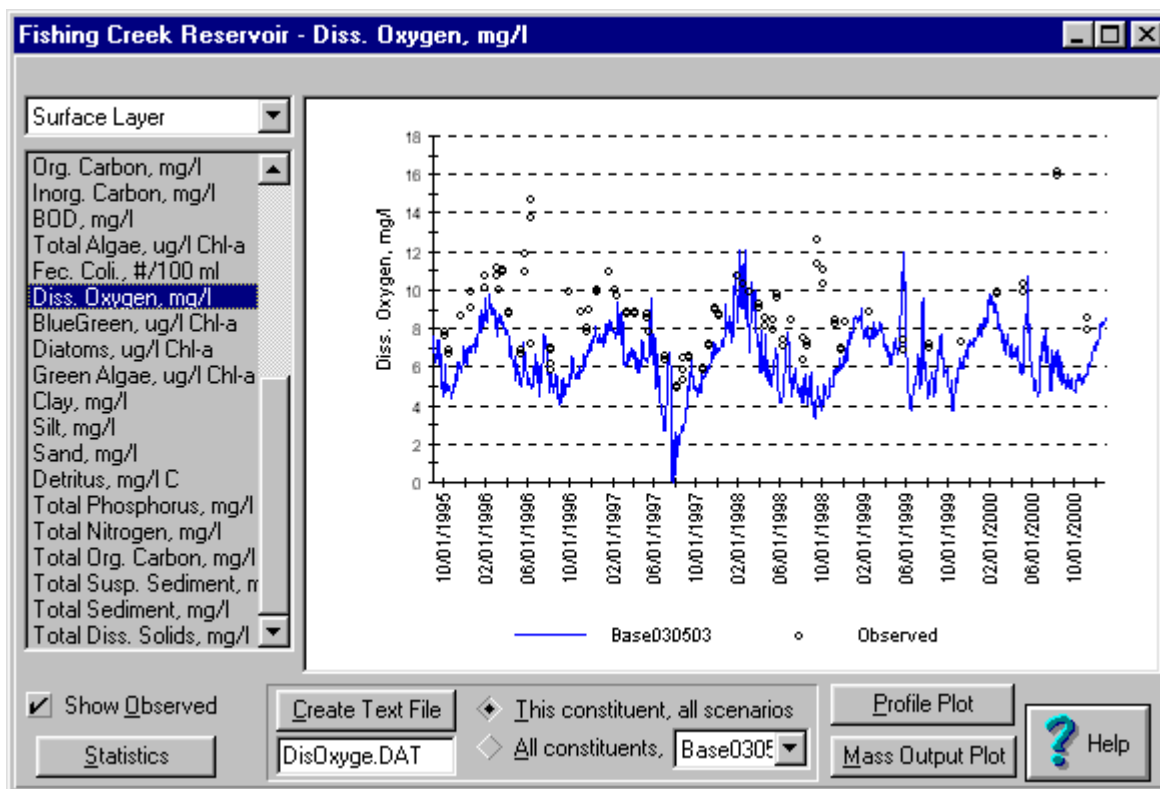 Fishing Creek Reservoir - Diss. Oxygen, mg/l
Surface Layer
Org. Carbon, mg/l
Inorg. Carbon, mg/l
BOD, mg/l
Total Algae, ug/l Chl-a
Fec. Coli., #/100 ml
Diss. Oxygen, mg/l
BlueGreen, ug/l Chl-a
Diatoms, ug/l Chl-a
Green Algae, ug/l Chl-a
Clay, mg/l
Silt, mg/l
Sand, mg/l
Detritus, mg/l C
Total Phosphorus, mg/l
Total Nitrogen, mg/l
Total Org. Carbon, mg/l
Total Susp. Sediment, m
Total Sediment, mg/l
Total Diss. Solids, mg/l
Diss. Oxygen, mg/l
18
16
14
12
10
8
6
4
2
0
10/01/1995
02/01/1996
06/01/1996
10/01/1996
02/01/1997
06/01/1997
10/01/1997
02/01/1998
06/01/1998
10/01/1998
02/01/1999
06/01/1999
10/01/1999
02/01/2000
06/01/2000
10/01/2000
Base030503
Observed
Show Observed
Statistics
Create Text File
DisOxyge.DAT
This constituent, all scenarios
All constituents,
Base0305
Profile Plot
Mass Output Plot
Help